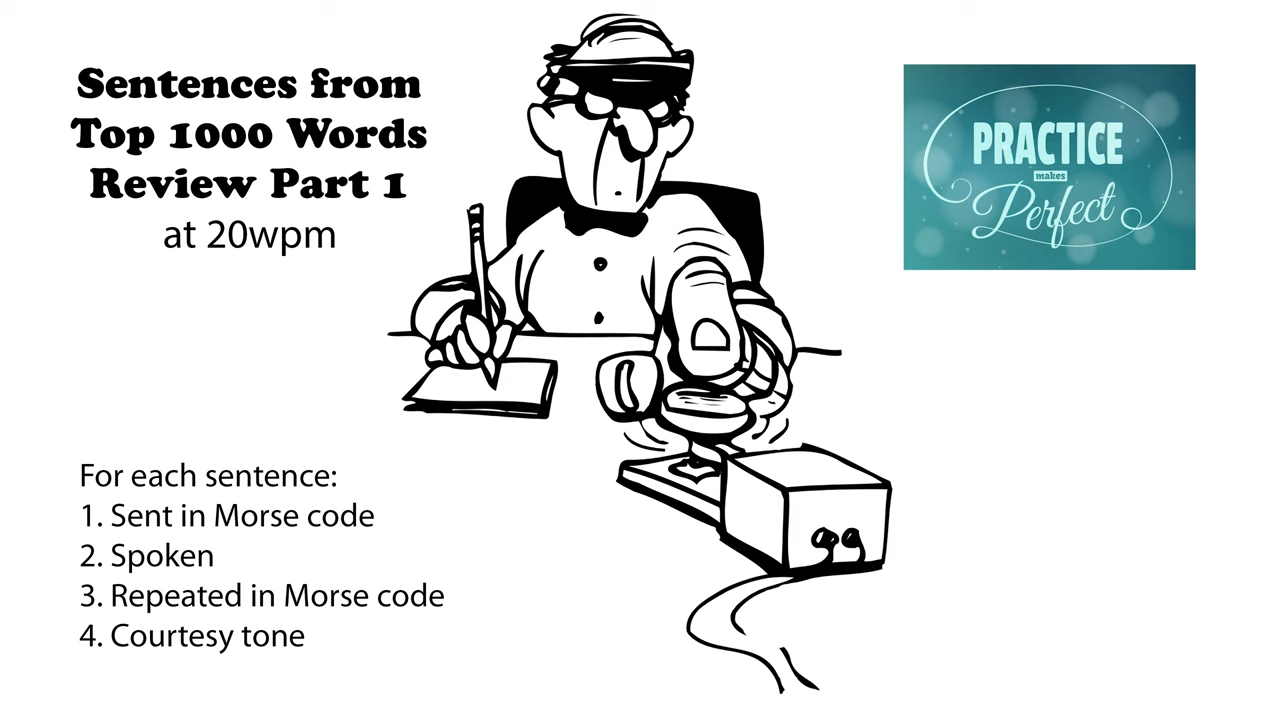 Sentences from
Top 1000 Words
Review Part 1
at 20wpm
PRACTICE
makes
Perfect
For each sentence:
1. Sent in Morse code
2. Spoken
3. Repeated in Morse code
4. Courtesy tone